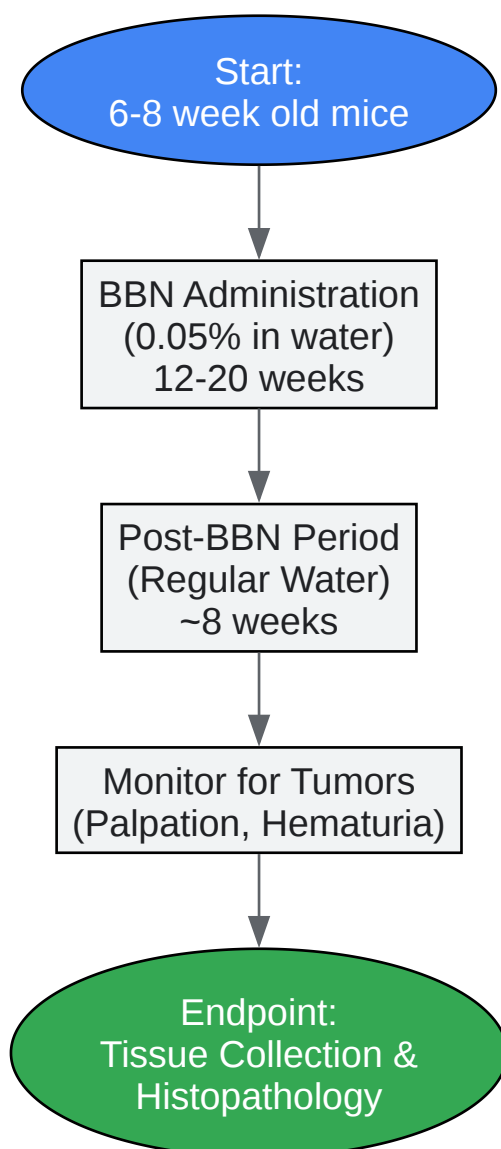 Start:
6-8 week old mice
BBN Administration
(0.05% in water)
12-20 weeks
Post-BBN Period
(Regular Water)
~8 weeks
Monitor for Tumors
(Palpation, Hematuria)
Endpoint:
Tissue Collection &
Histopathology